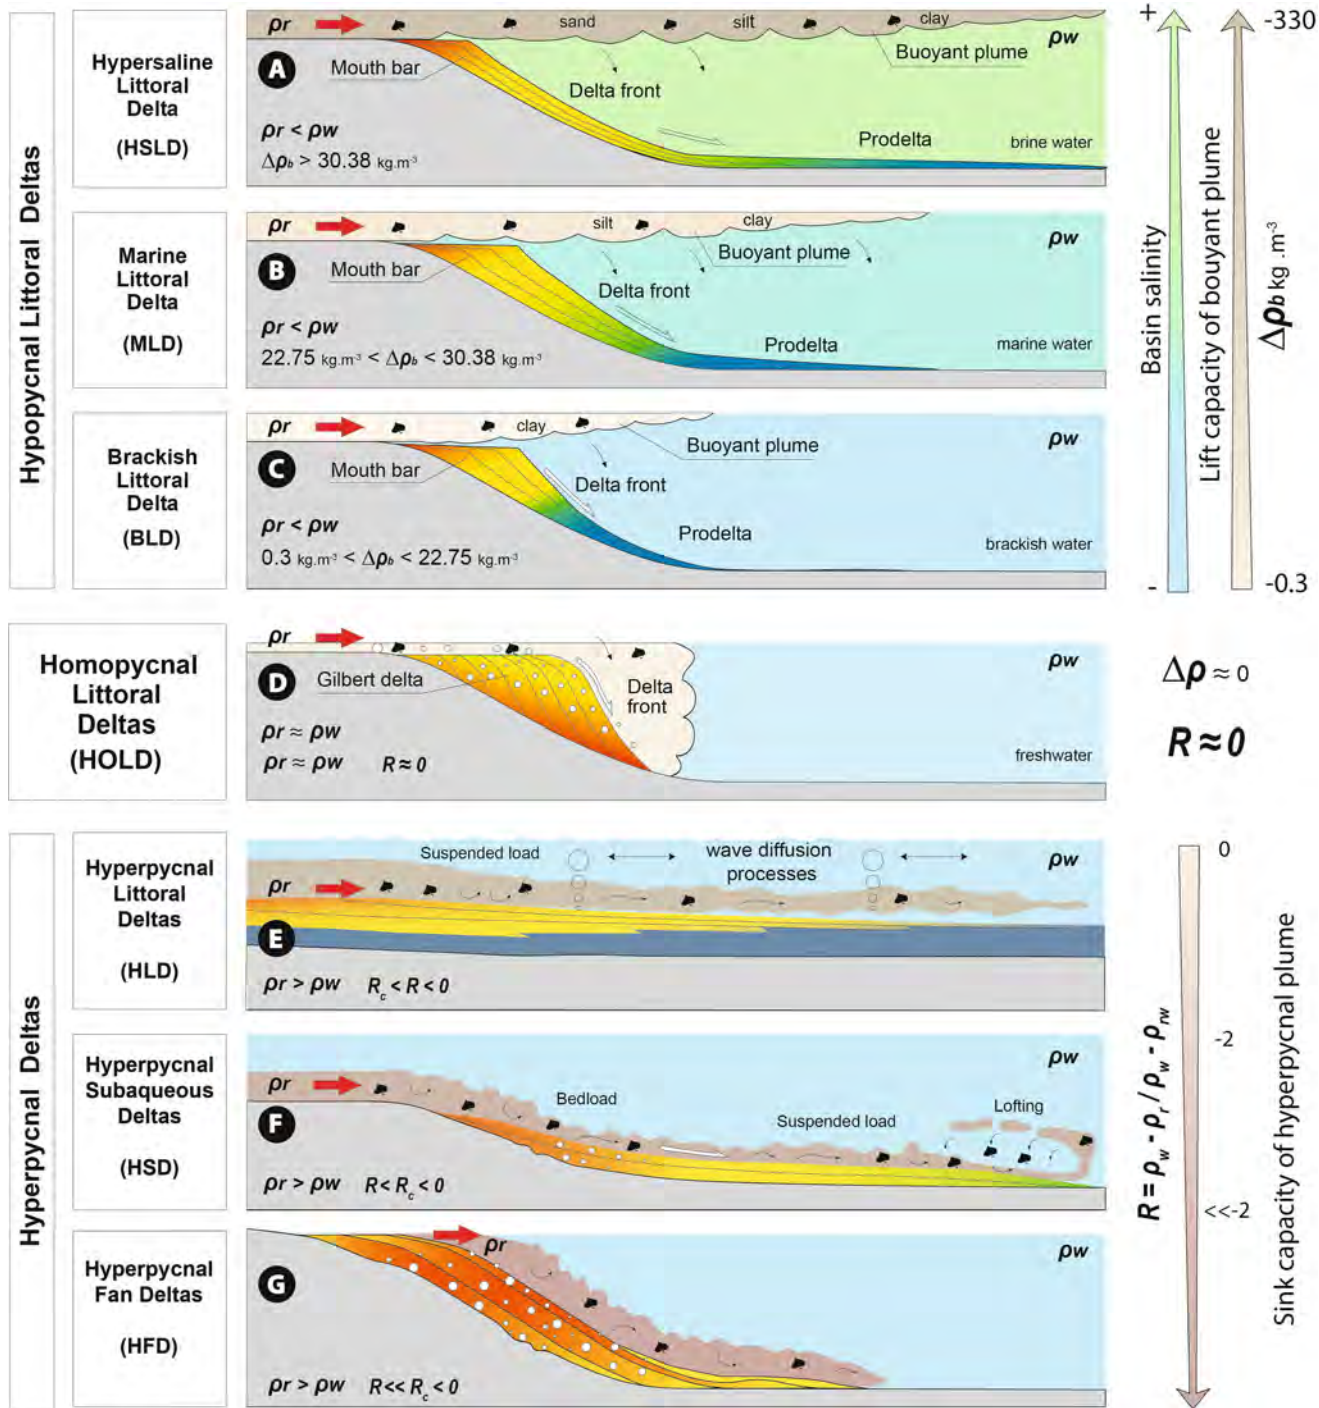 Hypopycnal Littoral Deltas
Hypersaline
Littoral
Delta
(HSLD)
ρr
sand
silt
clay
ρw
Mouth bar
Buoyant plume
A
Delta front
ρr < ρw
Δρb > 30.38 kg.m-3
Prodelta
brine water
Marine
Littoral
Delta
(MLD)
ρr
silt
clay
ρw
Mouth bar
Buoyant plume
B
Delta front
ρr < ρw
22.75 kg.m-3 < Δρb < 30.38 kg.m-3
Prodelta
marine water
Brackish
Littoral
Delta
(BLD)
ρr
clay
ρw
Mouth bar
Buoyant plume
C
Delta front
ρr < ρw
0.3 kg.m-3 < Δρb < 22.75 kg.m-3
Prodelta
brackish water
+
-
Basin salinity
Lift capacity of bouyant plume
-330
Δρb kg .m-3
-0.3
Homopycnal
Littoral
Deltas
(HOLD)
ρr
ρw
D
Gilbert delta
Delta
front
ρr ≈ ρw
ρr ≈ ρw R ≈ 0
freshwater
Δρ ≈ 0
R ≈ 0
Hyperpycnal Deltas
Hyperpycnal
Littoral
Deltas
(HLD)
Suspended load
wave diffusion
processes
ρw
ρr
E
ρr > ρw Rc < R < 0
Hyperpycnal
Subaqueous
Deltas
(HSD)
ρr
ρw
Bedload
Suspended load
Lofting
F
ρr > ρw R < Rc < 0
Hyperpycnal
Fan Deltas
(HFD)
ρr
ρw
G
ρr > ρw R << Rc < 0
R = ρw - ρr / ρw - ρrw
0
-2
<<-2
Sink capacity of hyperpycnal plume